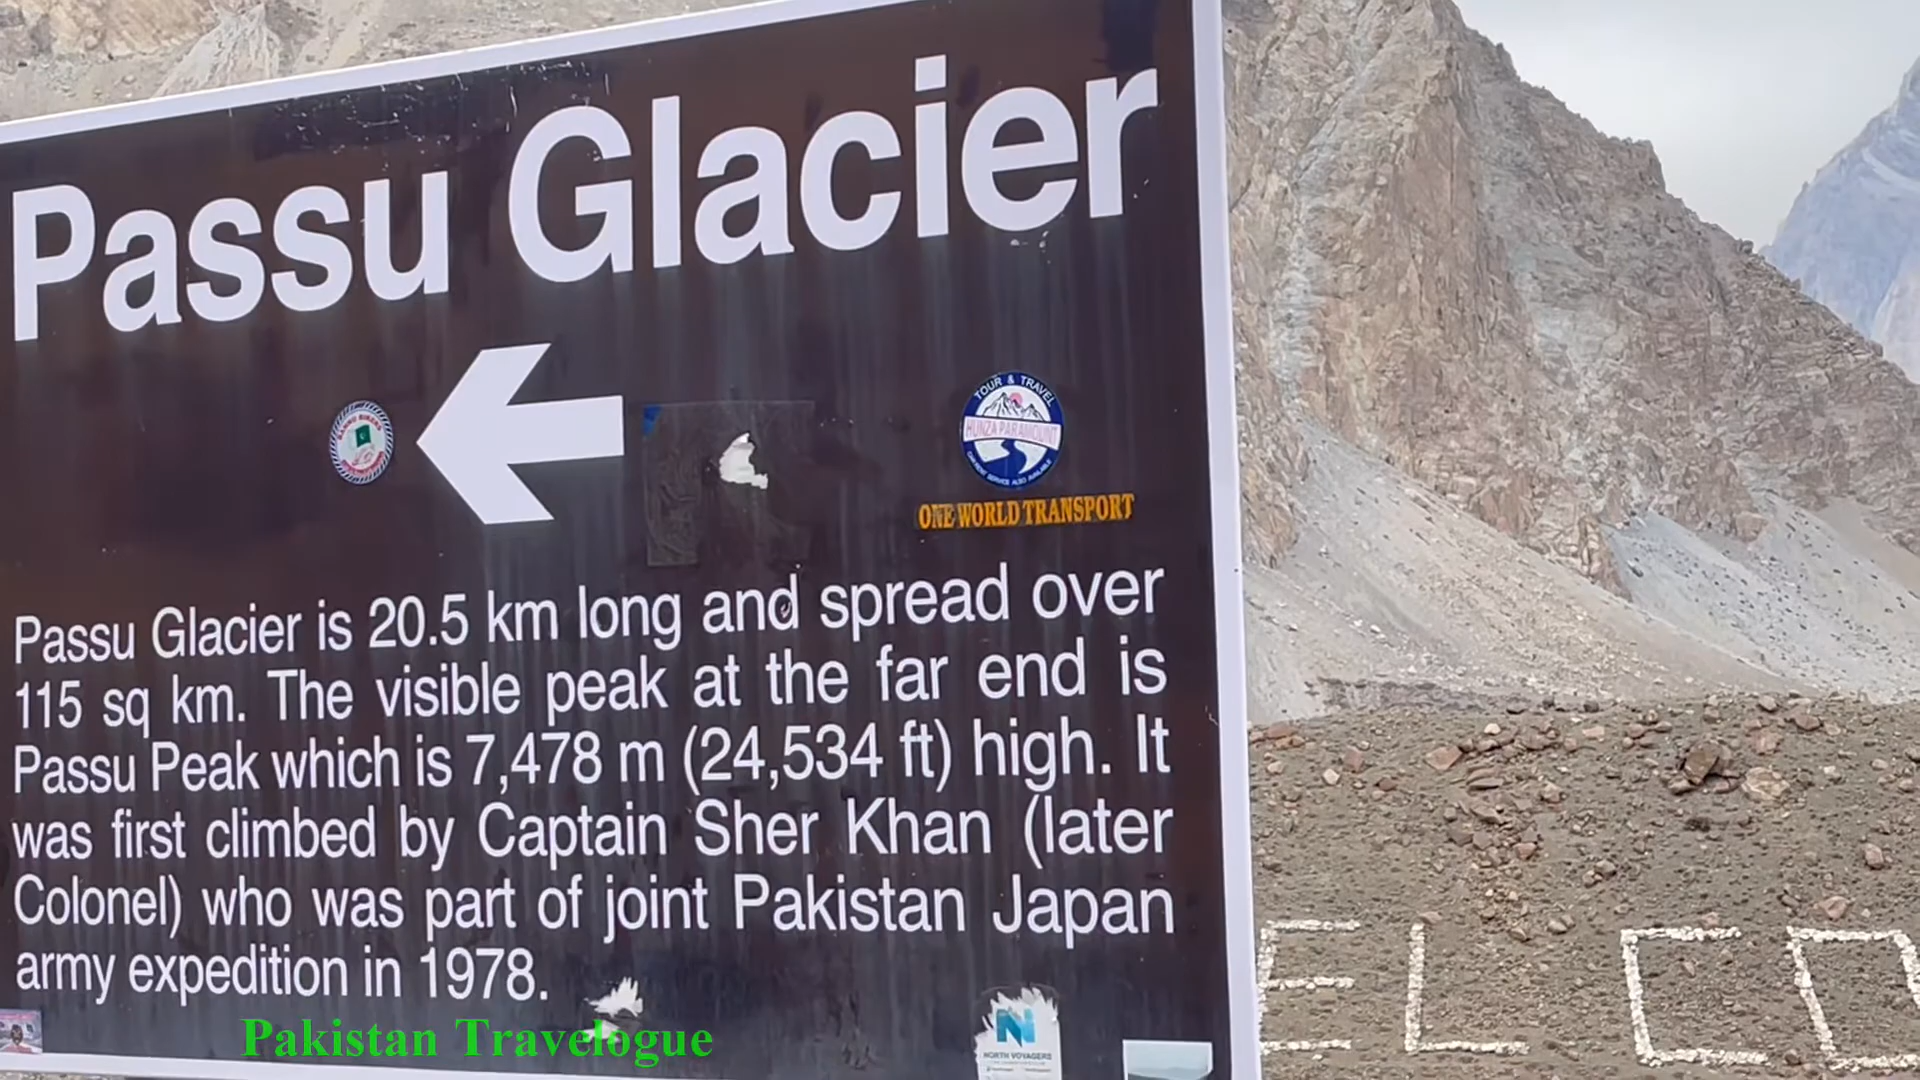 Passu Glacier
TOUR & TRAVEL
HUNZA PARAMOUNT
ONE WORLD TRANSPORT
Passu Glacier is 20.5 km long and spread over
115 sq km. The visible peak at the far end is
Passu Peak which is 7,478 m (24,534 ft) high. It
was first climbed by Captain Sher Khan (later
Colonel) who was part of joint Pakistan Japan
army expedition in 1978.
Pakistan Travelogue
N
NORTH VOYAGERS
ELCO